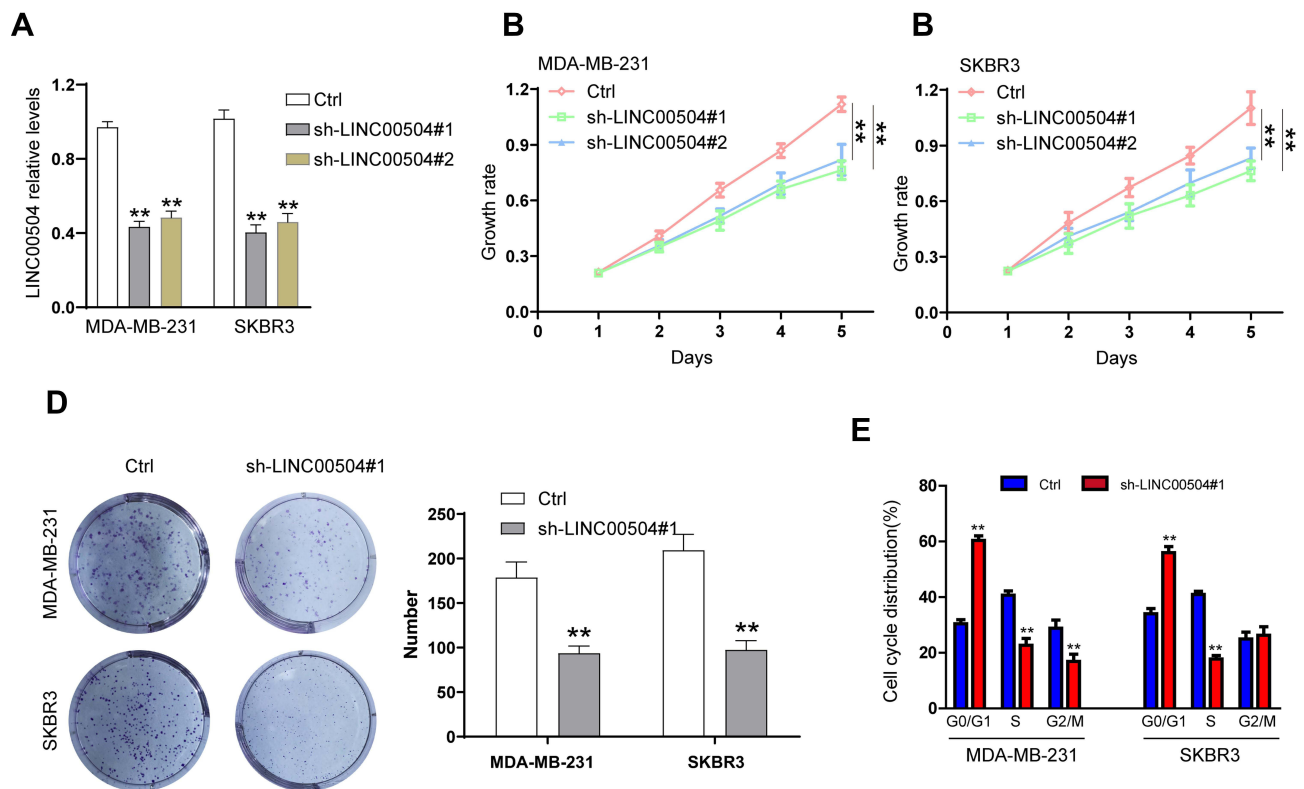 A
LINC00504 relative levels
1.2
0.8
0.4
0.0
Ctrl
sh-LINC00504#1
sh-LINC00504#2
** ** ** **
MDA-MB-231 SKBR3
B
MDA-MB-231
Ctrl
sh-LINC00504#1
sh-LINC00504#2
Growth rate
1.2
0.9
0.6
0.3
0.0
** **
0 1 2 3 4 5
Days
B
SKBR3
Ctrl
sh-LINC00504#1
sh-LINC00504#2
Growth rate
1.2
0.9
0.6
0.3
0.0
** **
0 1 2 3 4 5
Days
D
Ctrl sh-LINC00504#1
MDA-MB-231
SKBR3
Ctrl
sh-LINC00504#1
Number
250
200
150
100
50
0
** **
MDA-MB-231 SKBR3
E
Ctrl sh-LINC00504#1
Cell cycle distribution(%)
80
60
40
20
0
** ** ** ** **
G0/G1 S G2/M G0/G1 S G2/M
MDA-MB-231 SKBR3